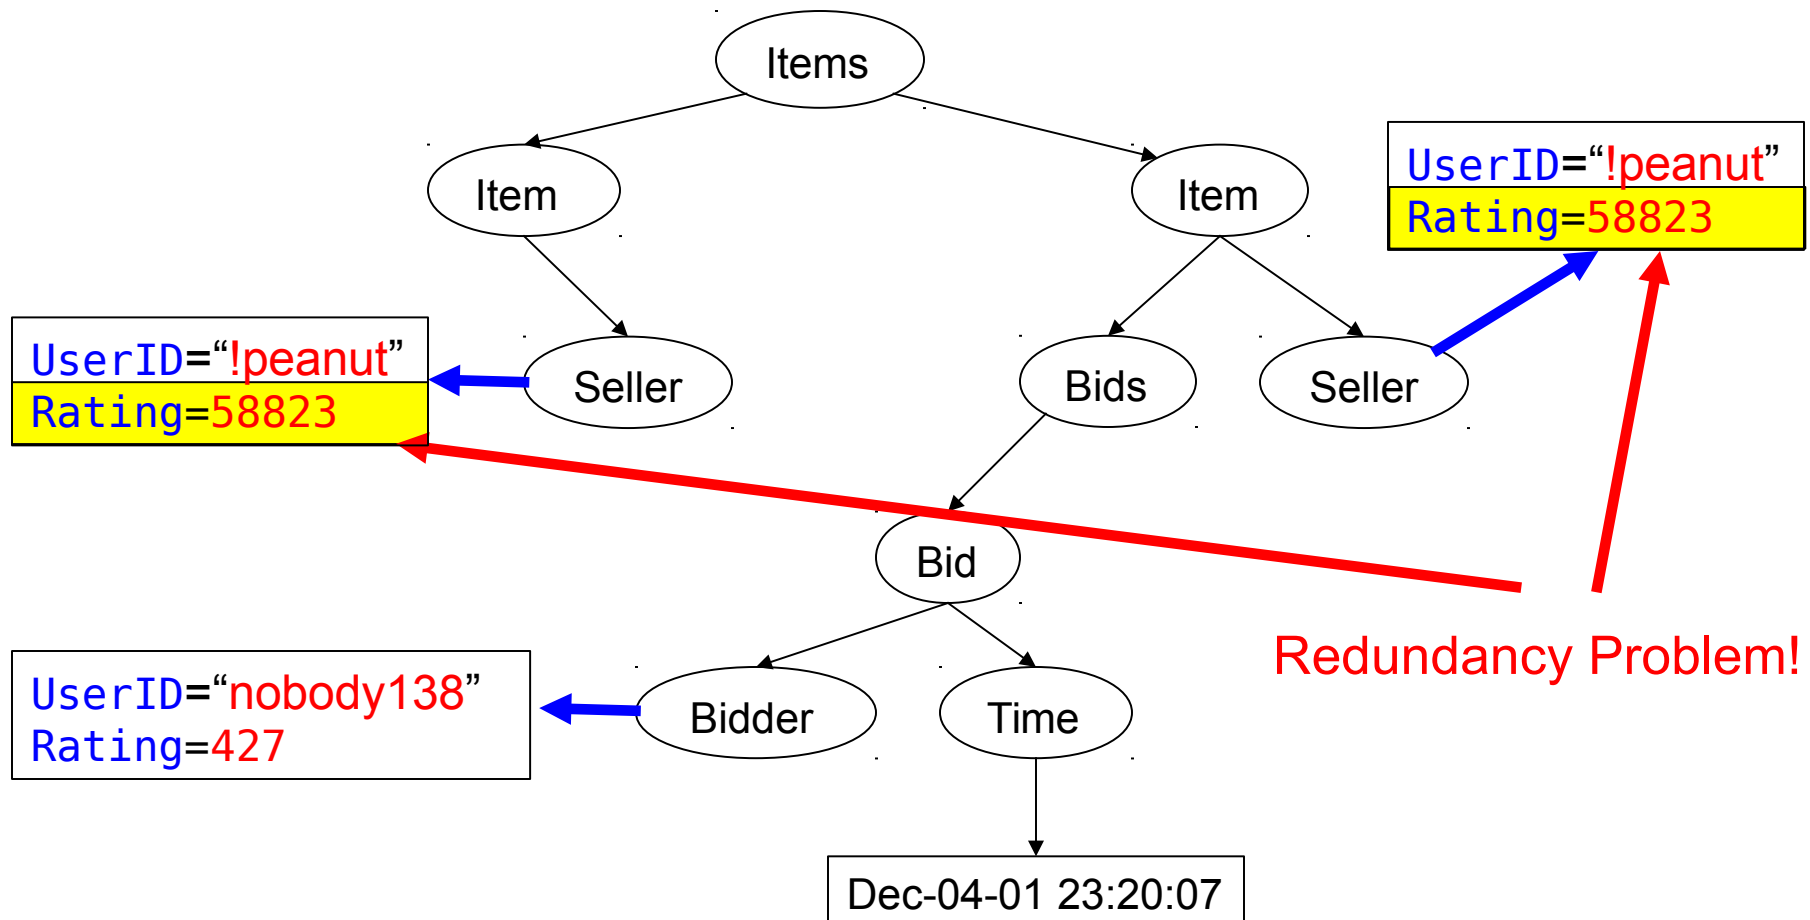 Items
Item
Item
UserID=“!peanut”
Rating=58823
UserID=“!peanut”
Rating=58823
Seller
Bids
Seller
Bid
Redundancy Problem!
UserID=“nobody138”
Rating=427
Bidder
Time
Dec-04-01 23:20:07